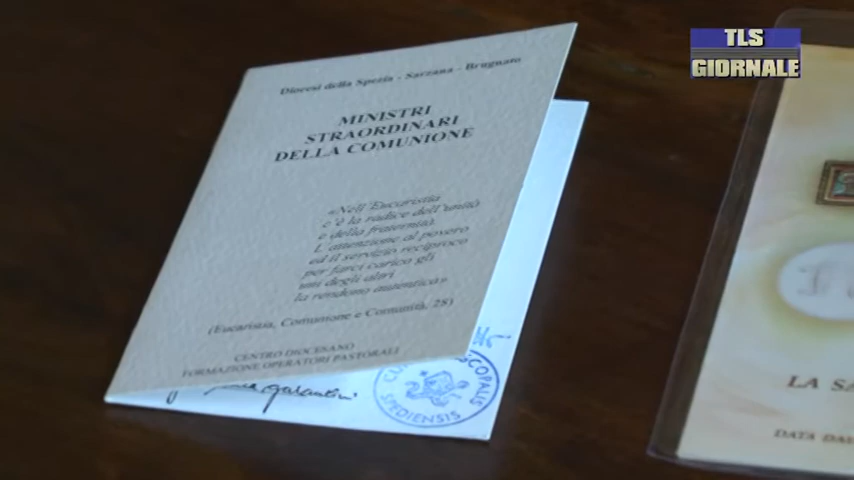 TLS
GIORNALE
Diocesi della Spezia - Sarzana - Brugnato
MINISTRI
STRAORDINARI
DELLA COMUNIONE
«Nell'Eucaristia
c'è la radice dell'unità
e della fraternità.
L'attenzione al povero
ed il servizio reciproco
per farci carico gli
uni degli altri
la rendono autentica»
(Eucaristia, Comunione e Comunità, 28)
CENTRO DIOCESANO
FORMAZIONE OPERATORI PASTORALI
SPEDIENSIS
LA SA
DATA DAL